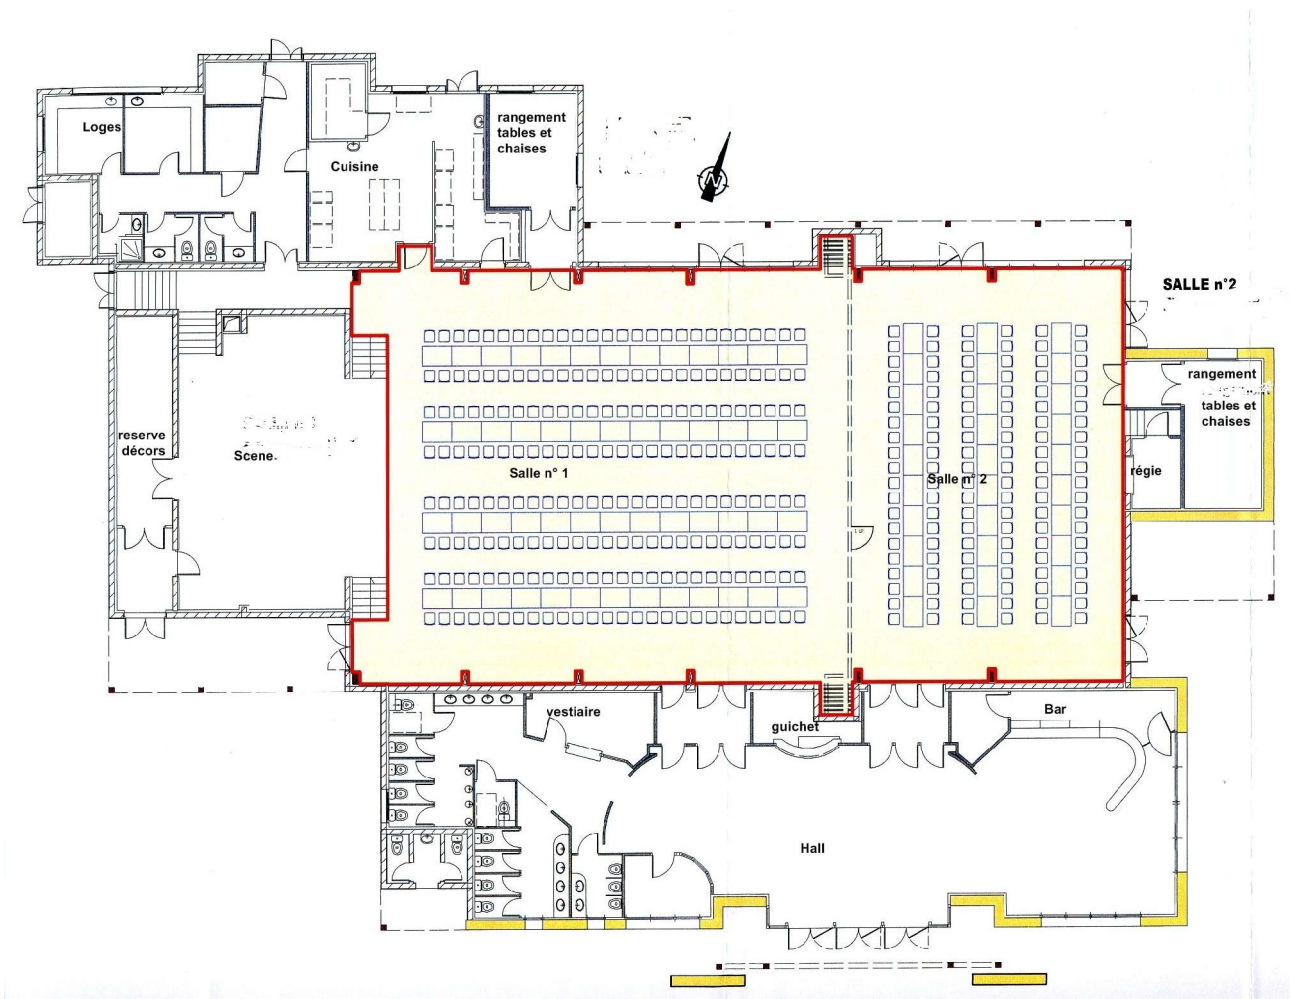 Loges
Cuisine
rangement
tables et
chaises
N
SALLE n°2
rangement
tables et
chaises
reserve
décors
Scene.
Salle n° 1
Salle n° 2
régie
vestiaire
guichet
Bar
Hall